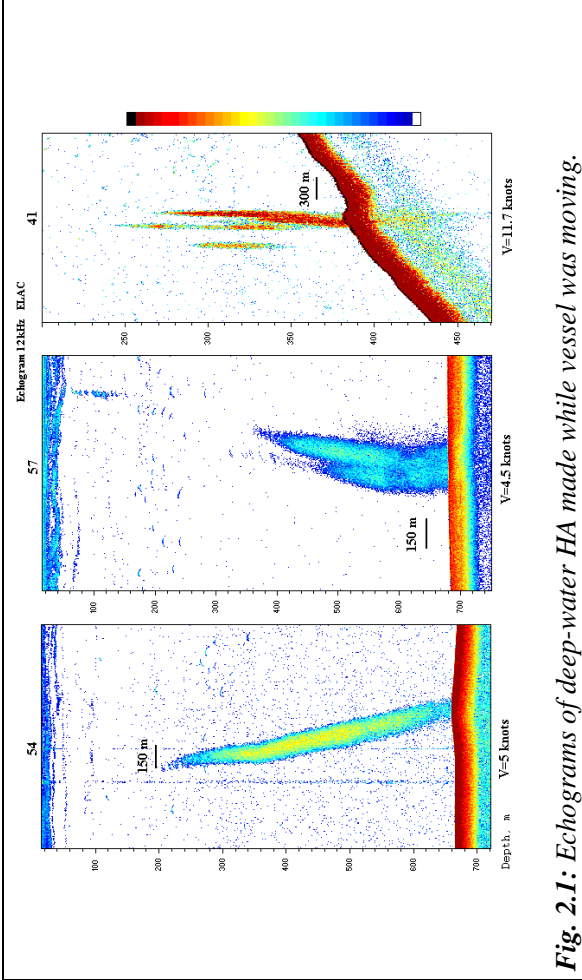 Echogram 12kHz ELAC
54
100
200
300
400
500
600
700
150 m
Depth. m
V=5 knots
57
100
200
300
400
500
600
700
150 m
V=4.5 knots
41
250
300
350
400
450
300 m
V=11.7 knots
Fig. 2.1: Echograms of deep-water HA made while vessel was moving.